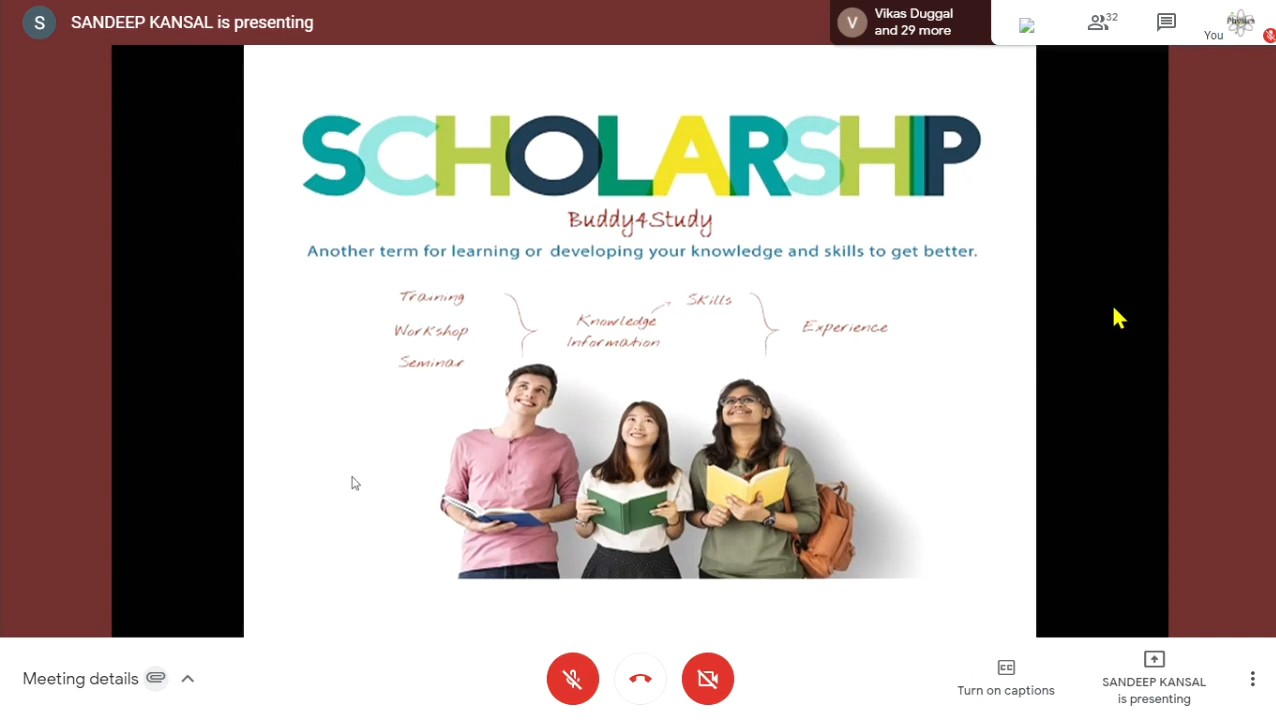 S
SANDEEP KANSAL is presenting
V
Vikas Duggal
and 29 more
32
You
Physics
SCHOLARSHIP
Buddy4Study
Another term for learning or developing your knowledge and skills to get better.
Training
Workshop
Seminar
Knowledge
Information
Skills
Experience
Meeting details
CC
Turn on captions
SANDEEP KANSAL
is presenting